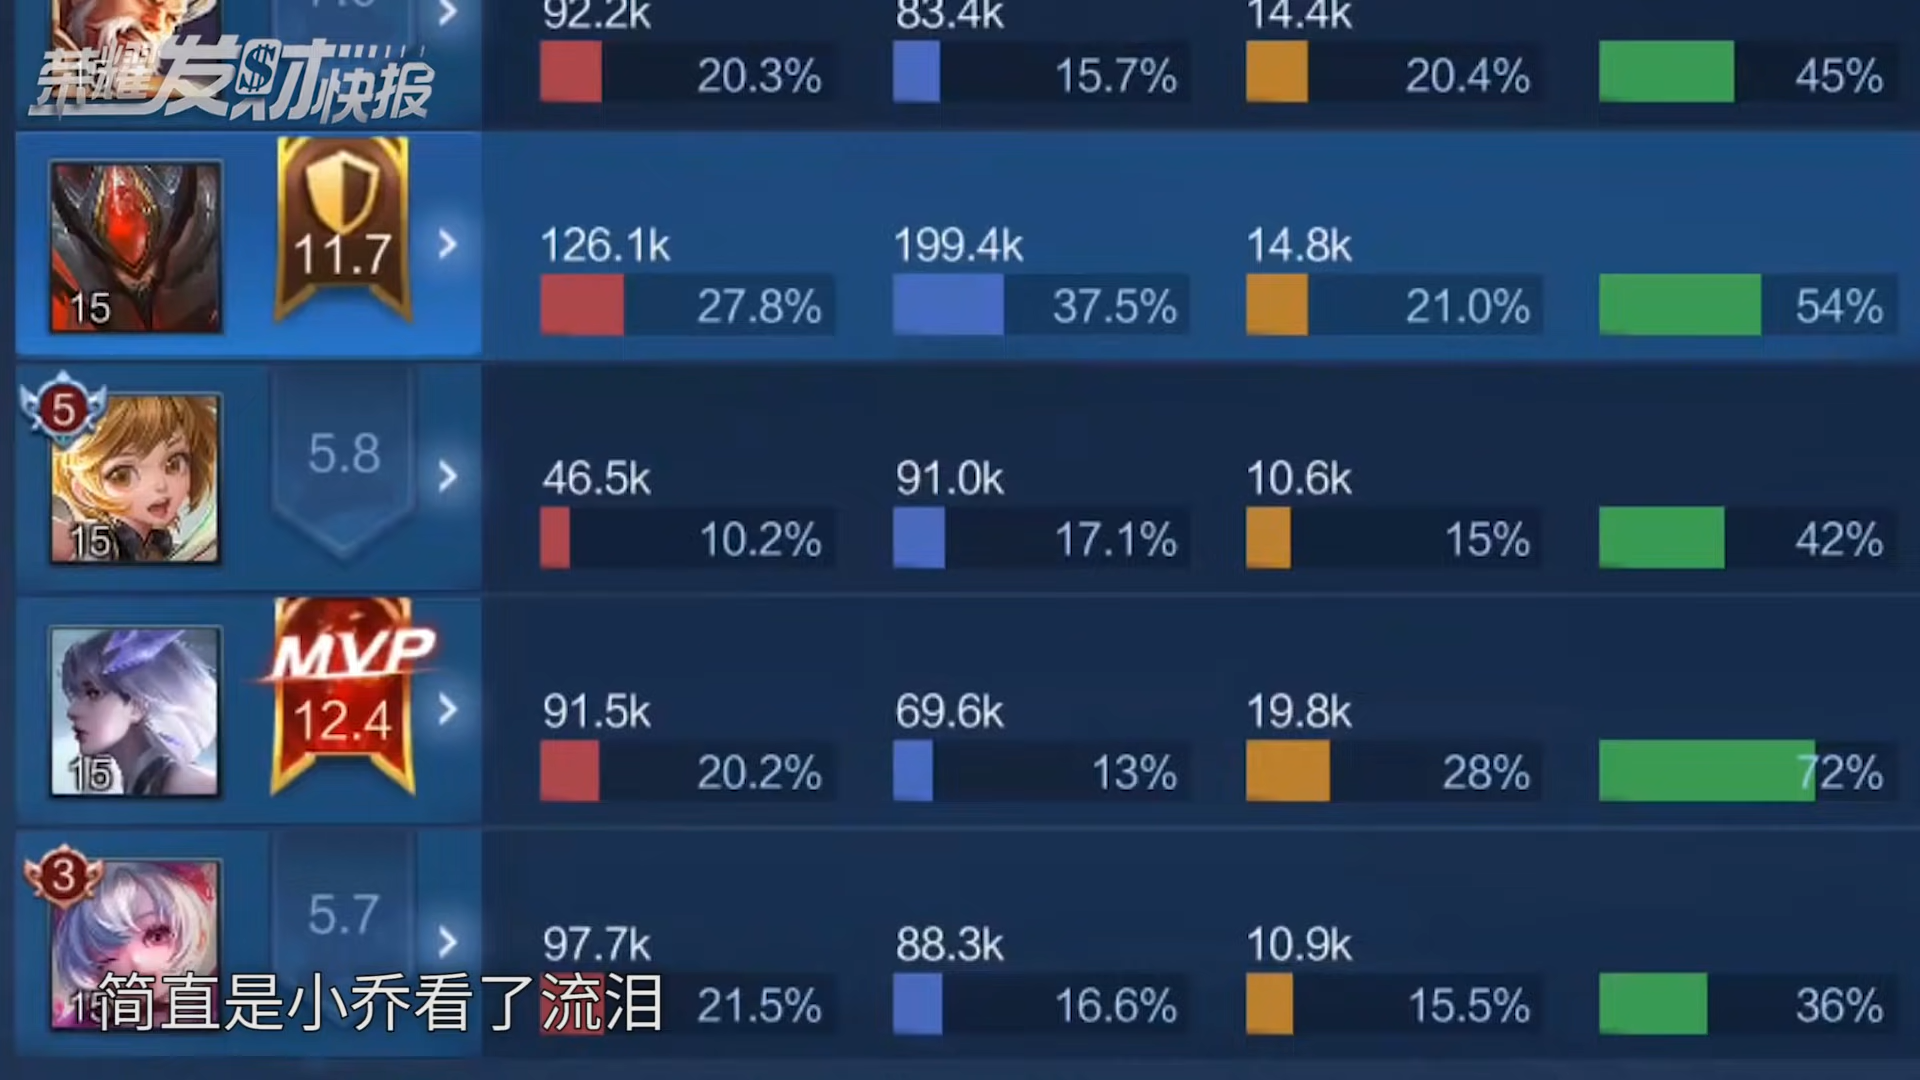 92.2k 83.4k 14.4k
荣耀发财快报
20.3% 15.7% 20.4% 45%
11.7
126.1k 199.4k 14.8k
15
27.8% 37.5% 21.0% 54%
5
5.8
46.5k 91.0k 10.6k
15
10.2% 17.1% 15% 42%
MVP
12.4
91.5k 69.6k 19.8k
15
20.2% 13% 28% 72%
3
5.7
97.7k 88.3k 10.9k
15
简直是小乔看了流泪
21.5% 16.6% 15.5% 36%